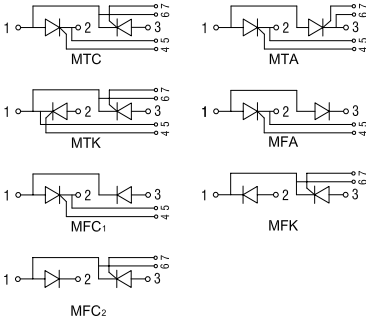 1 2 3 4 5 6 7
MTC
1 2 3 4 5 6 7
MTA
1 2 3 4 5 6 7
MTK
1 2 3 4 5
MFA
1 2 3 4 5
MFC₁
1 2 3 6 7
MFK
1 2 3 6 7
MFC₂